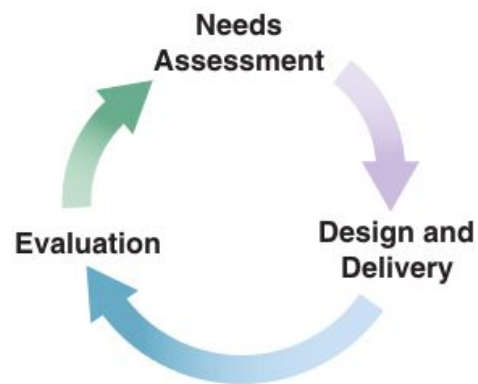 Needs
Assessment
Design and
Delivery
Evaluation